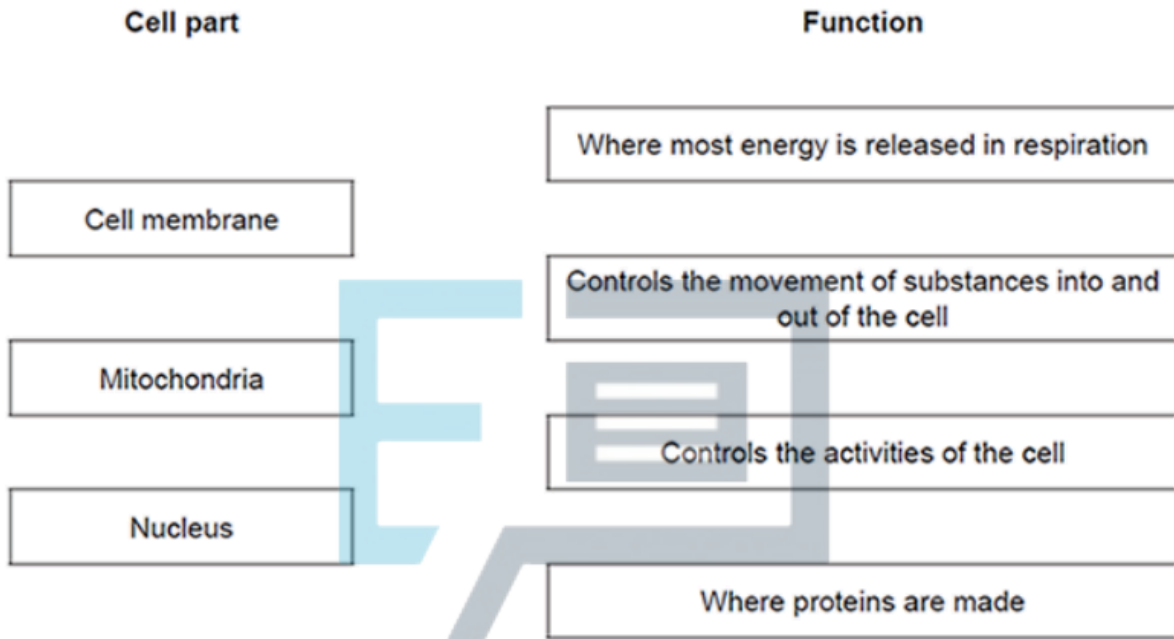 Cell part
Function
Where most energy is released in respiration
Cell membrane
Controls the movement of substances into and
out of the cell
Mitochondria
Controls the activities of the cell
Nucleus
Where proteins are made